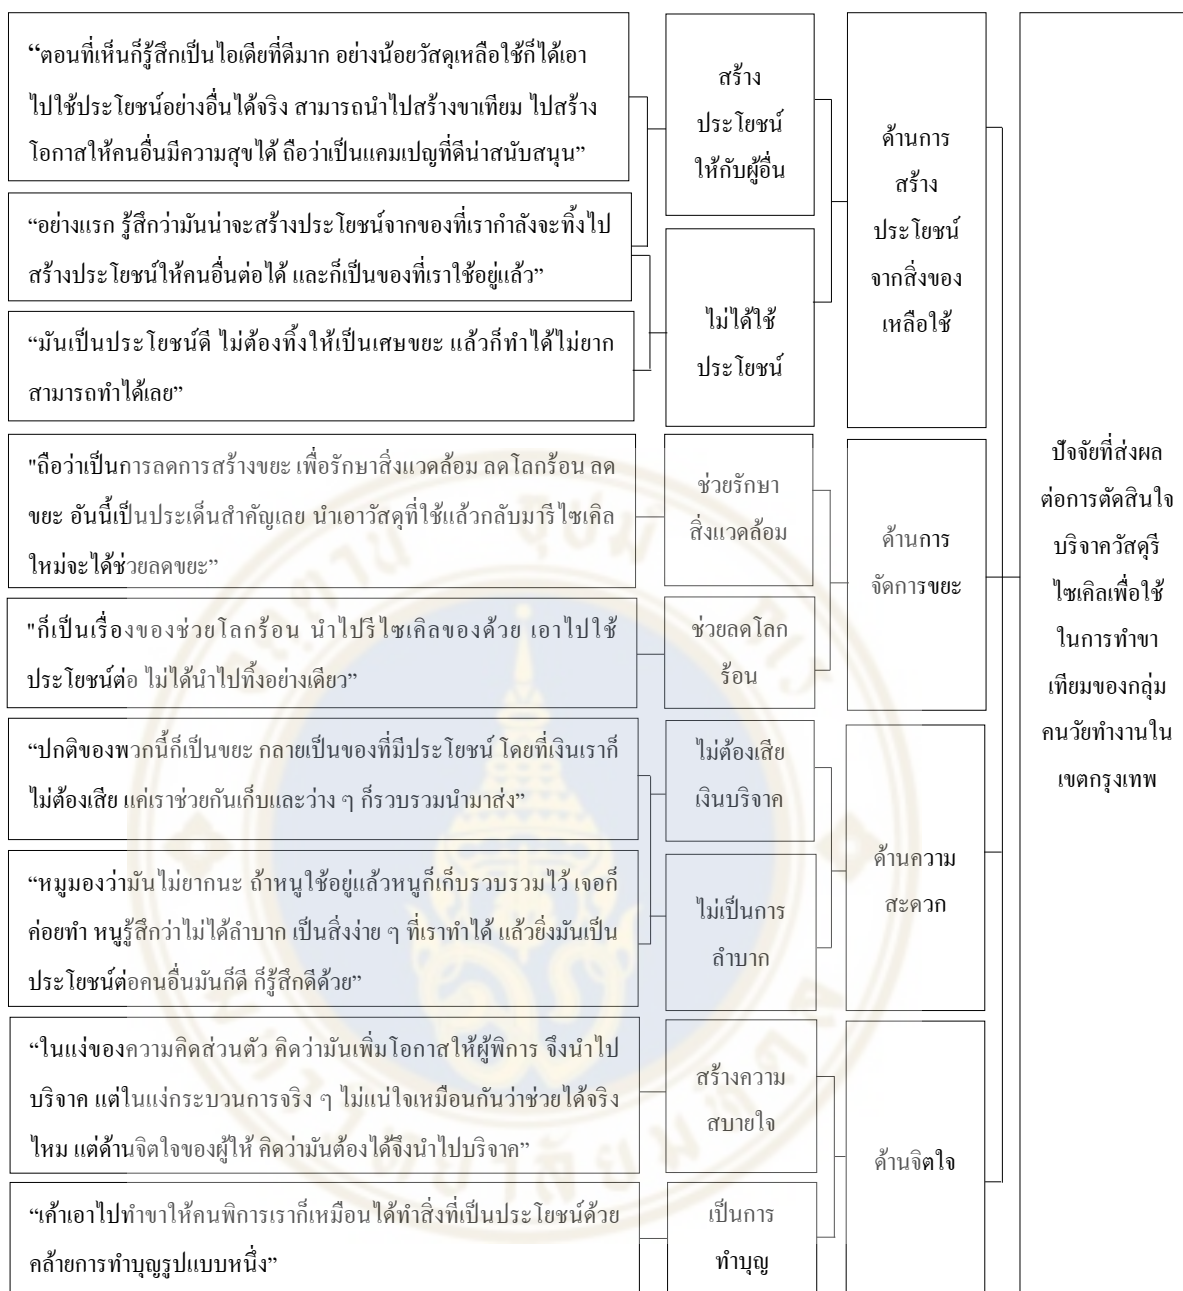 “ตอนที่เห็นก็รู้สึกเป็นไอเดียที่ดีมาก อย่างน้อยวัสดุเหลือใช้ก็ได้เอา
ไปใช้ประโยชน์อย่างอื่นได้จริง สามารถนำไปสร้างขาเทียม ไปสร้าง
โอกาสให้คนอื่นมีความสุขได้ ถือว่าเป็นแคมเปญที่ดีน่าสนับสนุน”
“อย่างแรก รู้สึกว่ามันน่าจะสร้างประโยชน์จากของที่เรากำลังจะทิ้งไป
สร้างประโยชน์ให้คนอื่นต่อได้ และก็เป็นของที่เราใช้อยู่แล้ว”
“มันเป็นประโยชน์ดี ไม่ต้องทิ้งให้เป็นเศษขยะ แล้วก็ทำได้ไม่ยาก
สามารถทำได้เลย”
"ถือว่าเป็นการลดการสร้างขยะ เพื่อรักษาสิ่งแวดล้อม ลดโลกร้อน ลด
ขยะ อันนี้เป็นประเด็นสำคัญเลย นำเอาวัสดุที่ใช้แล้วกลับมารีไซเคิล
ใหม่จะได้ช่วยลดขยะ”
"ก็เป็นเรื่องของช่วยโลกร้อน นำไปรีไซเคิลของด้วย เอาไปใช้
ประโยชน์ต่อ ไม่ได้นำไปทิ้งอย่างเดียว”
“ปกติของพวกนี้ก็เป็นขยะ กลายเป็นของที่มีประโยชน์ โดยที่เงินเราก็
ไม่ต้องเสีย แค่เราช่วยกันเก็บและว่าง ๆ ก็รวบรวมนำมาส่ง”
“หมูมองว่ามันไม่ยากนะ ถ้าหนูใช้อยู่แล้วหนูก็เก็บรวบรวมไว้ เจอก็
ค่อยทำ หนูรู้สึกว่าไม่ได้ลำบาก เป็นสิ่งง่าย ๆ ที่เราทำได้ แล้วยิ่งมันเป็น
ประโยชน์ต่อคนอื่นมันก็ดี ก็รู้สึกดีด้วย”
“ในแง่ของความคิดส่วนตัว คิดว่ามันเพิ่มโอกาสให้ผู้พิการ จึงนำไป
บริจาค แต่ในแง่กระบวนการจริง ๆ ไม่แน่ใจเหมือนกันว่าช่วยได้จริง
ไหม แต่ด้านจิตใจของผู้ให้ คิดว่ามันต้องได้จึงนำไปบริจาค”
“เค้าเอาไปทำขาให้คนพิการเราก็เหมือนได้ทำสิ่งที่เป็นประโยชน์ด้วย
คล้ายการทำบุญรูปแบบหนึ่ง”
สร้าง
ประโยชน์
ให้กับผู้อื่น
ไม่ได้ใช้
ประโยชน์
ช่วยรักษา
สิ่งแวดล้อม
ช่วยลดโลก
ร้อน
ไม่ต้องเสีย
เงินบริจาค
ไม่เป็นการ
ลำบาก
สร้างความ
สบายใจ
เป็นการ
ทำบุญ
ด้านการ
สร้าง
ประโยชน์
จากสิ่งของ
เหลือใช้
ด้านการ
จัดการขยะ
ด้านความ
สะดวก
ด้านจิตใจ
ปัจจัยที่ส่งผล
ต่อการตัดสินใจ
บริจาควัสดุรี
ไซเคิลเพื่อใช้
ในการทำขา
เทียมของกลุ่ม
คนวัยทำงานใน
เขตกรุงเทพ